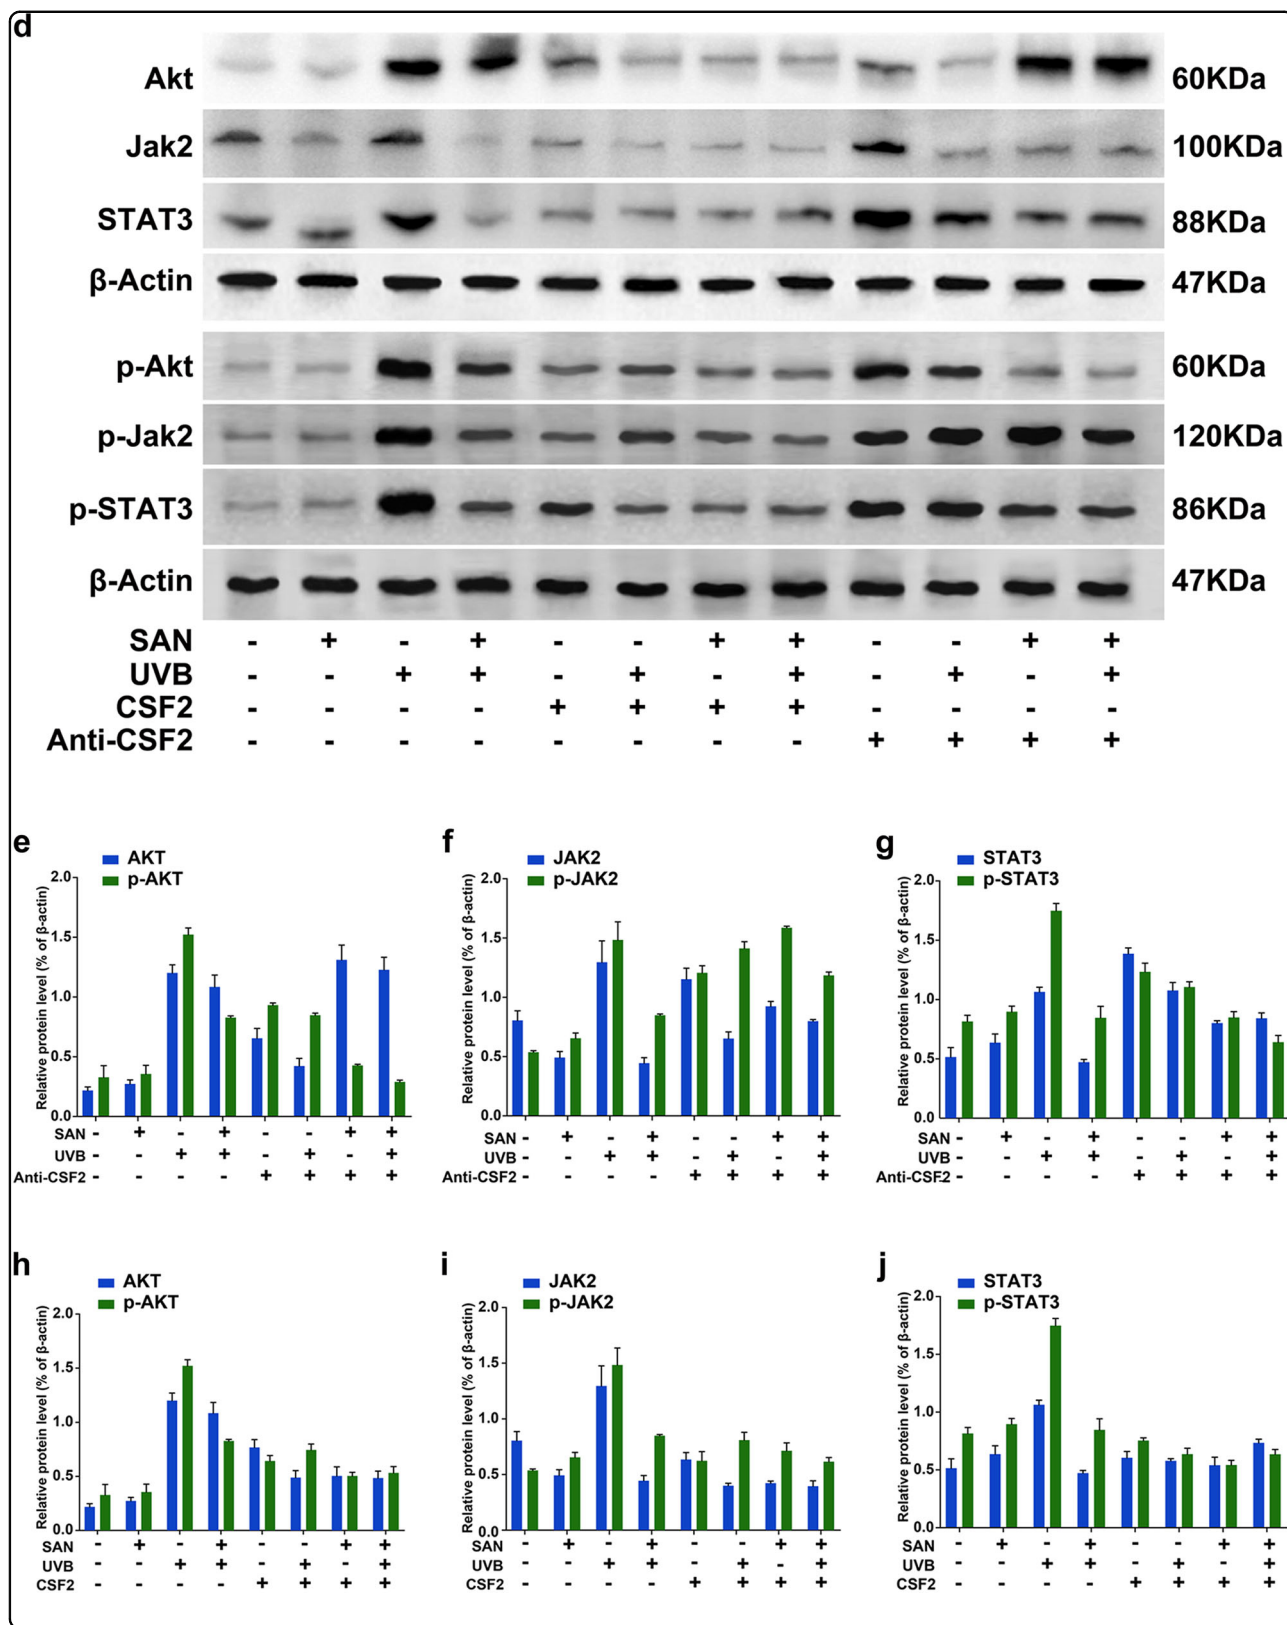 d
Akt 60KDa
Jak2 100KDa
STAT3 88KDa
β-Actin 47KDa
p-Akt 60KDa
p-Jak2 120KDa
p-STAT3 86KDa
β-Actin 47KDa
SAN - + - + - - + + - - + +
UVB - - + + - + - + - + - +
CSF2 - - - - + + + + - - - -
Anti-CSF2 - - - - - - - - + + + +
e
AKT
p-AKT
Relative protein level (% of β-actin)
2.0
1.5
1.0
0.5
0.0
SAN - + - + - - + +
UVB - - + + - + - +
Anti-CSF2 - - - - + + + +
f
JAK2
p-JAK2
Relative protein level (% of β-actin)
2.0
1.5
1.0
0.5
0.0
SAN - + - + - - + +
UVB - - + + - + - +
Anti-CSF2 - - - - + + + +
g
STAT3
p-STAT3
Relative protein level (% of β-actin)
2.0
1.5
1.0
0.5
0.0
SAN - + - + - - + +
UVB - - + + - + - +
Anti-CSF2 - - - - + + + +
h
AKT
p-AKT
Relative protein level (% of β-actin)
2.0
1.5
1.0
0.5
0.0
SAN - + - + - - + +
UVB - - + + - + - +
CSF2 - - - - + + + +
i
JAK2
p-JAK2
Relative protein level (% of β-actin)
2.0
1.5
1.0
0.5
0.0
SAN - + - + - - + +
UVB - - + + - + - +
CSF2 - - - - + + + +
j
STAT3
p-STAT3
Relative protein level (% of β-actin)
2.0
1.5
1.0
0.5
0.0
SAN - + - + - - + +
UVB - - + + - + - +
CSF2 - - - - + + + +